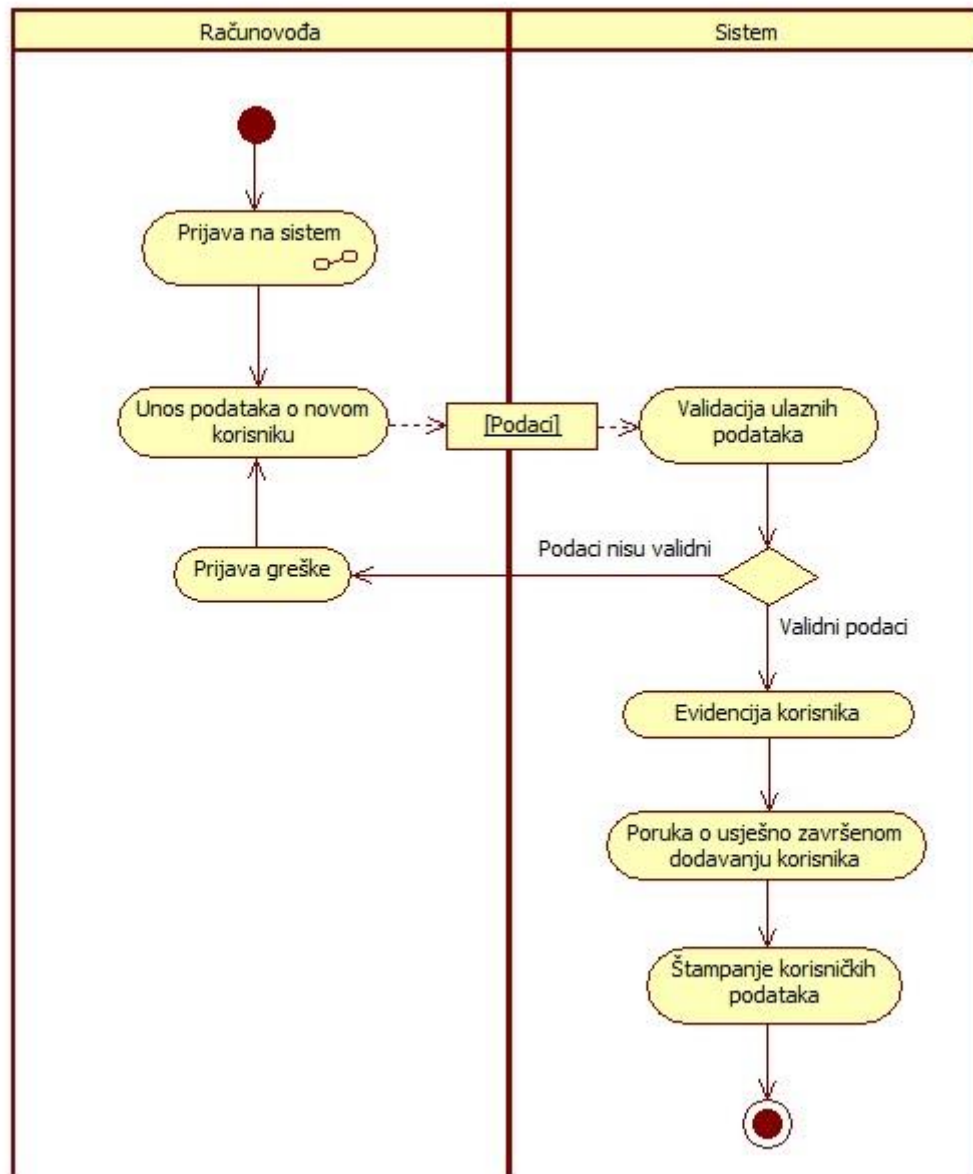 Računovođa
Sistem
Prijava na sistem
Unos podataka o novom
korisniku
[Podaci]
Validacija ulaznih
podataka
Podaci nisu validni
Prijava greške
Validni podaci
Evidencija korisnika
Poruka o usješno završenom
dodavanju korisnika
Štampanje korisničkih
podataka